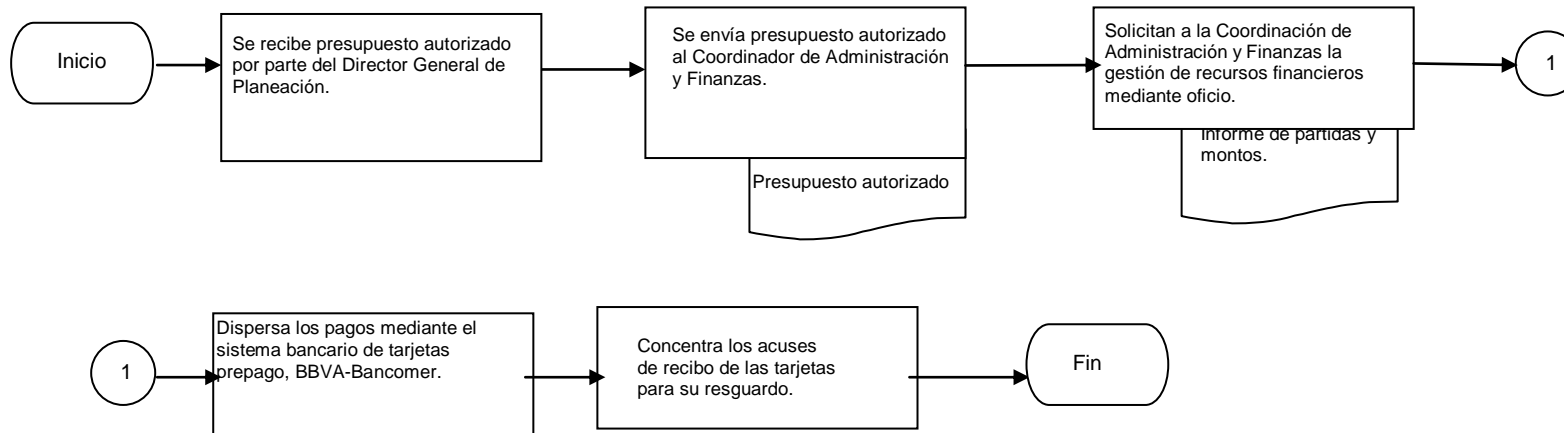 Inicio
Se recibe presupuesto autorizado
por parte del Director General de
Planeación.
Se envía presupuesto autorizado
al Coordinador de Administración
y Finanzas.
Presupuesto autorizado
Solicitan a la Coordinación de
Administración y Finanzas la
gestión de recursos financieros
mediante oficio.
Informe de partidas y
montos.
1
1
Dispersa los pagos mediante el
sistema bancario de tarjetas
prepago, BBVA-Bancomer.
Concentra los acuses
de recibo de las tarjetas
para su resguardo.
Fin